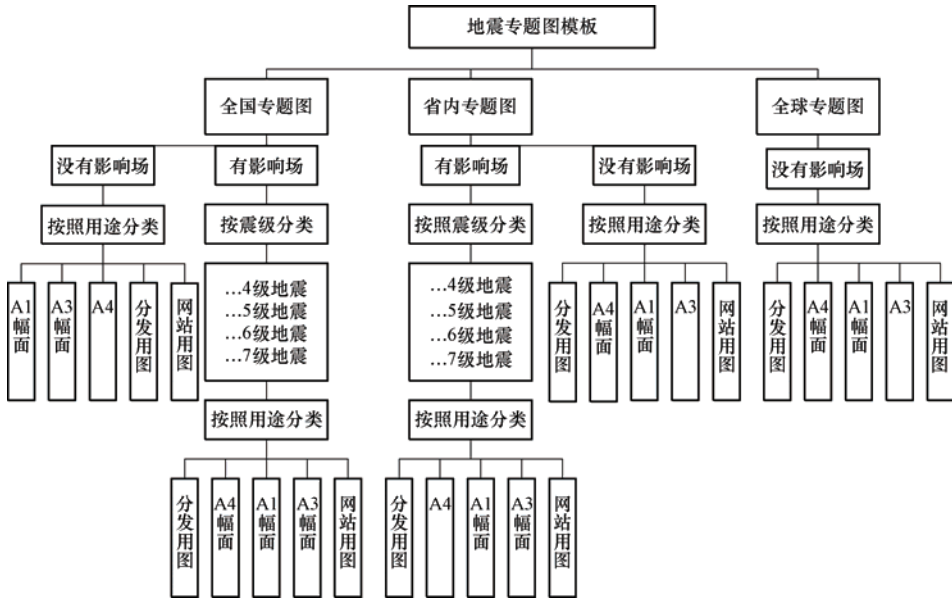 地震专题图模板
全国专题图
省内专题图
全球专题图
没有影响场
有影响场
有影响场
没有影响场
没有影响场
按照用途分类
按震级分类
按照震级分类
按照用途分类
按照用途分类
A1幅面
A3幅面
A4
分发用图
网站用图
…4级地震
…5级地震
…6级地震
…7级地震
…4级地震
…5级地震
…6级地震
…7级地震
分发用图
A4幅面
A1幅面
A3
网站用图
分发用图
A4幅面
A1幅面
A3
网站用图
按照用途分类
按照用途分类
分发用图
A4幅面
A1幅面
A3幅面
网站用图
分发用图
A4
A1幅面
A3幅面
网站用图